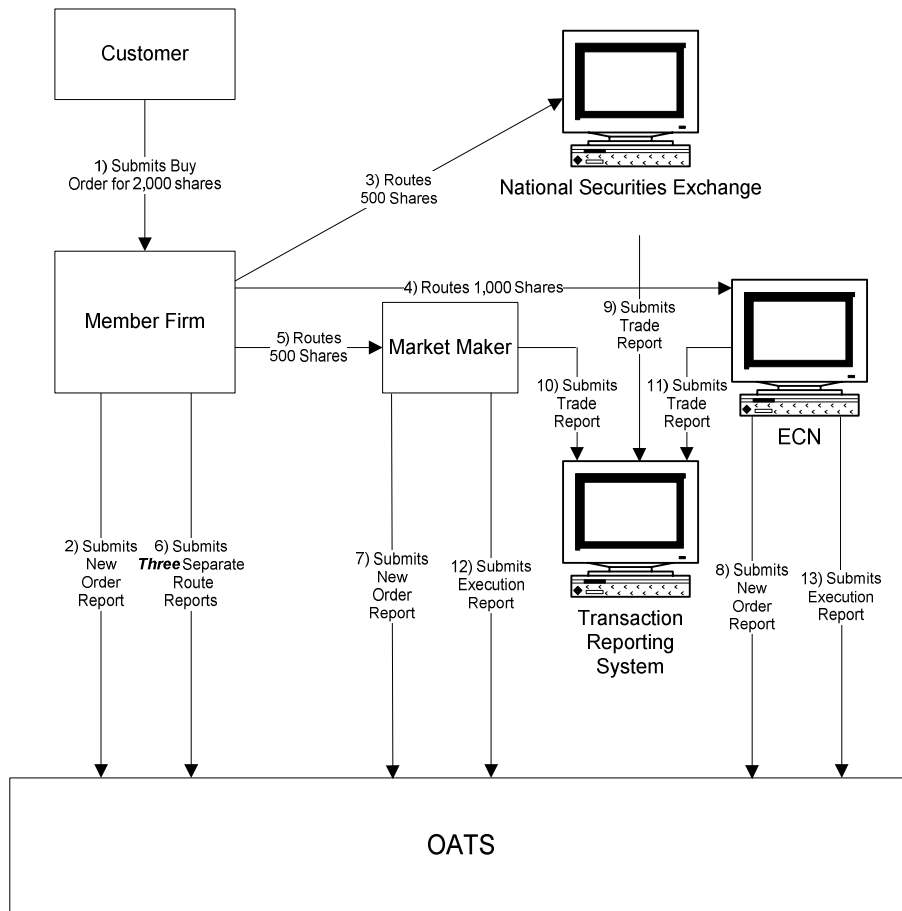 Customer
1) Submits Buy
Order for 2,000 shares
3) Routes
500 Shares
National Securities Exchange
Member Firm
4) Routes 1,000 Shares
5) Routes
500 Shares
Market Maker
9) Submits
Trade
Report
10) Submits
Trade
Report
11) Submits
Trade
Report
ECN
2) Submits
New
Order
Report
6) Submits
Three Separate
Route
Reports
7) Submits
New
Order
Report
12) Submits
Execution
Report
Transaction
Reporting
System
8) Submits
New
Order
Report
13) Submits
Execution
Report
OATS